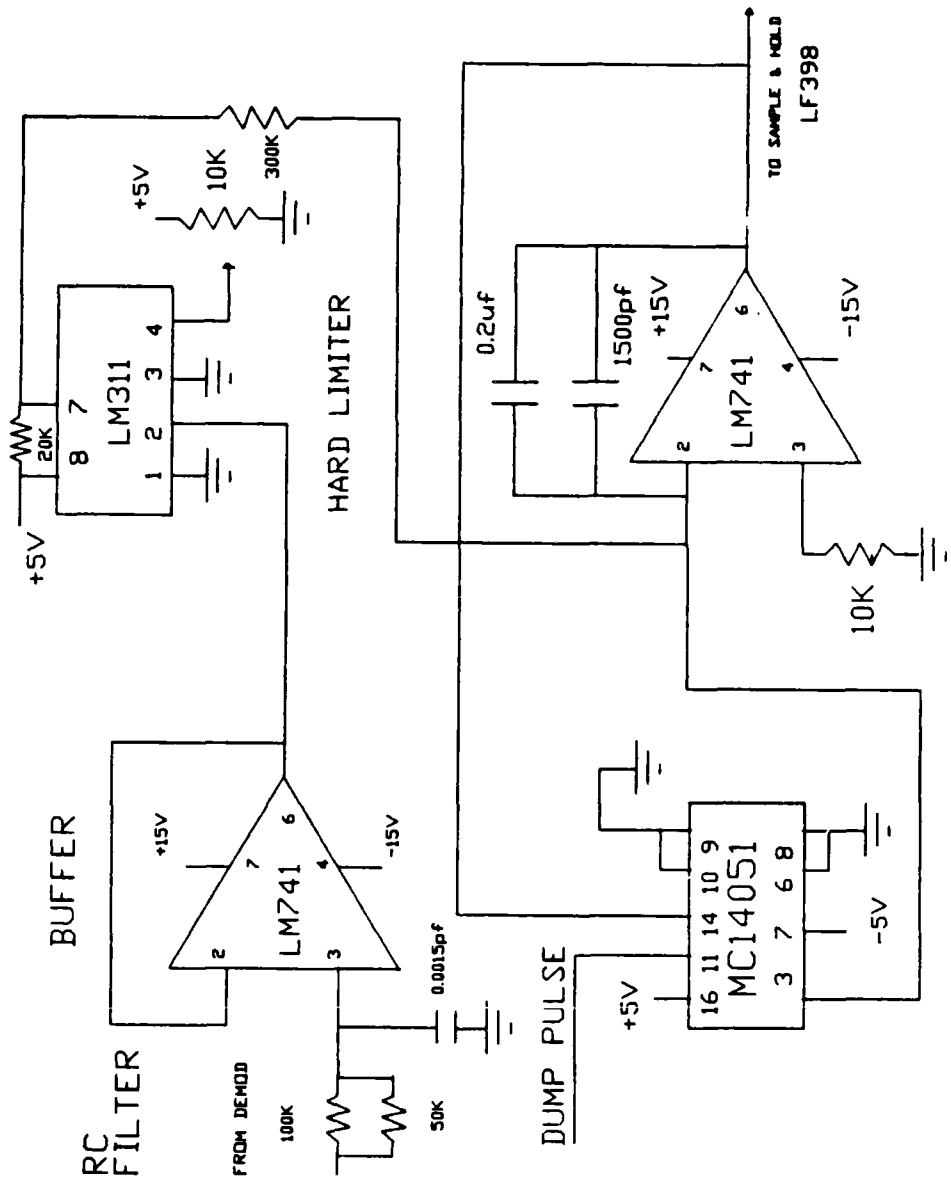 RC
FILTER
BUFFER
FROM DEMOD
100K
50K
0.0015pf
+15V
2
7
LM741
6
3
4
-15V
+5V
20K
8
7
LM311
1
2
3
4
+5V
10K
300K
HARD LIMITER
DUMP PULSE
+5V
16
11
14
10
9
MC14051
3
7
6
8
-5V
0.2uf
1500pf
+15V
2
7
LM741
6
3
4
-15V
10K
TO SAMPLE & HOLD
LF398